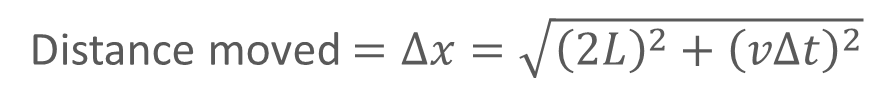 Distance moved = Δx = √(2L)² + (vΔt)²